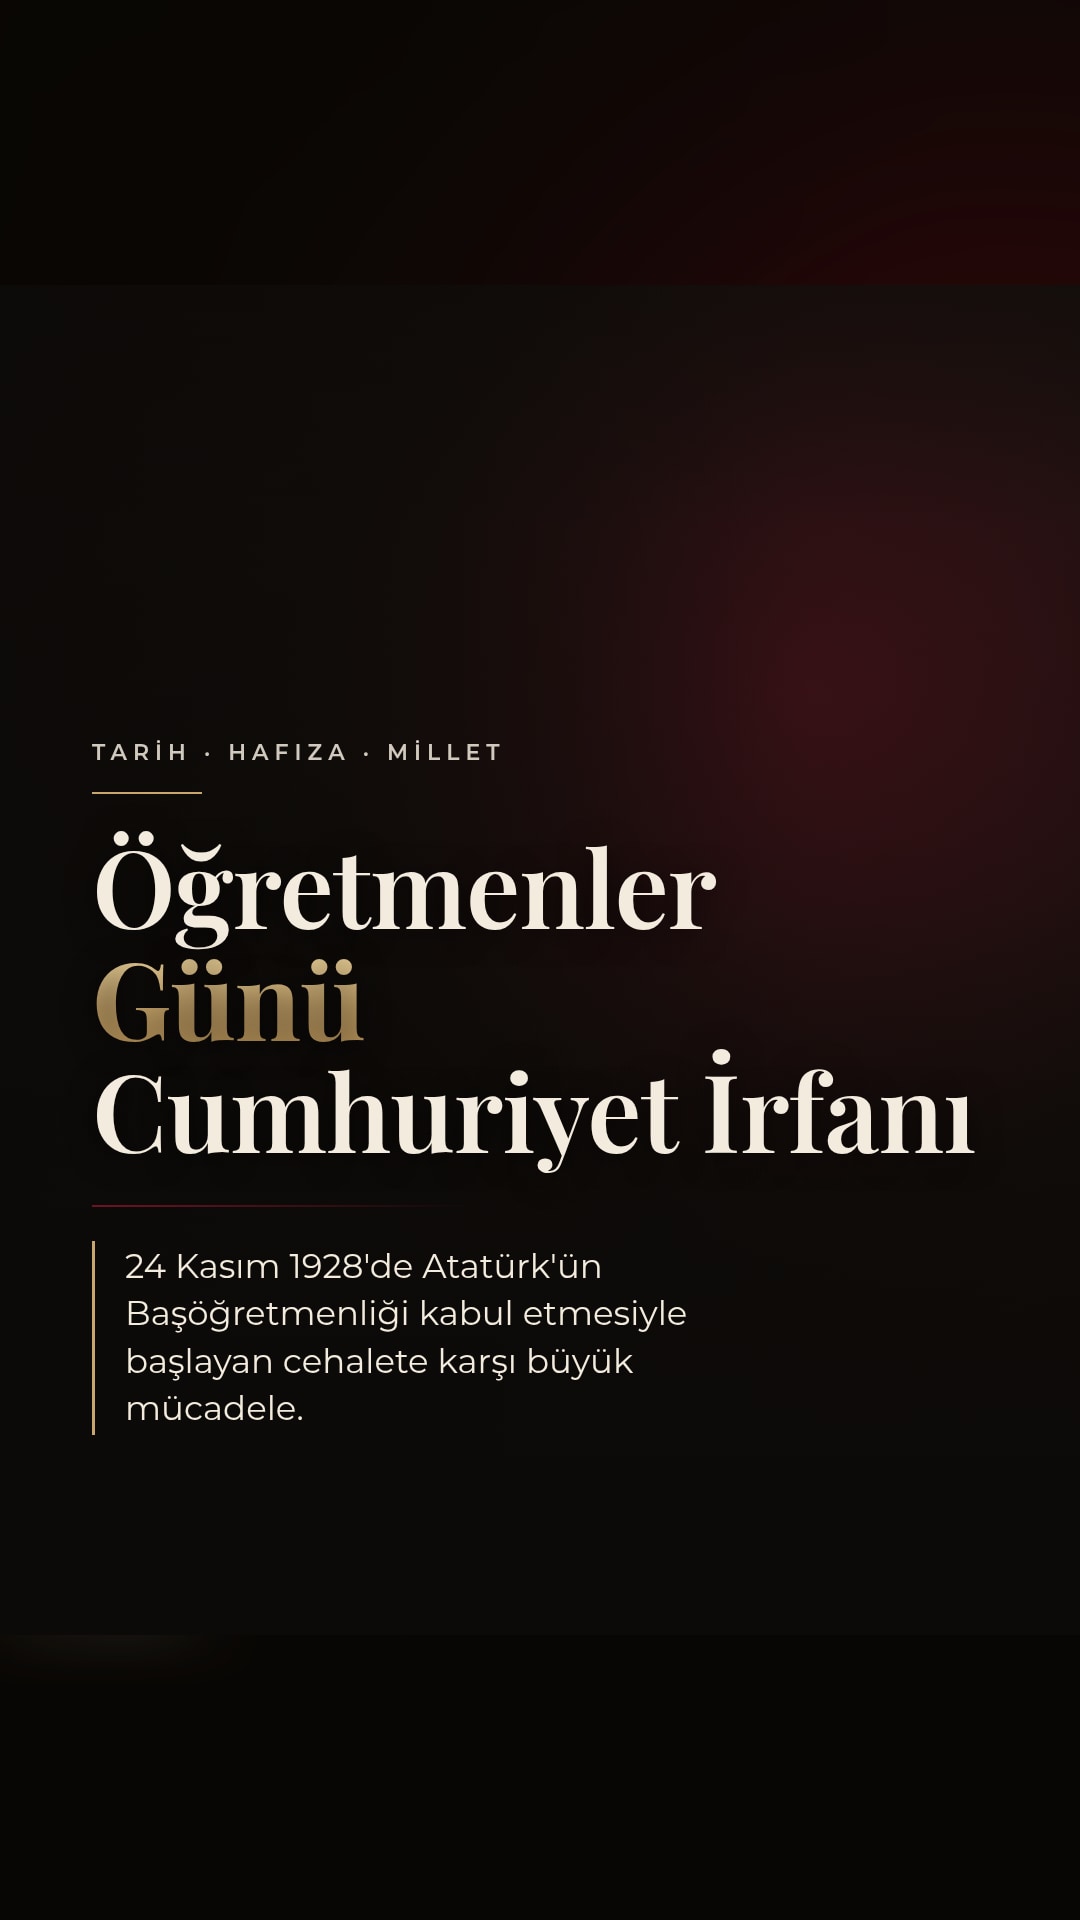 TARİH · HAFIZA · MİLLET
Öğretmenler
Günü
Cumhuriyet İrfanı
24 Kasım 1928'de Atatürk'ün
Başöğretmenliği kabul etmesiyle
başlayan cehalete karşı büyük
mücadele.